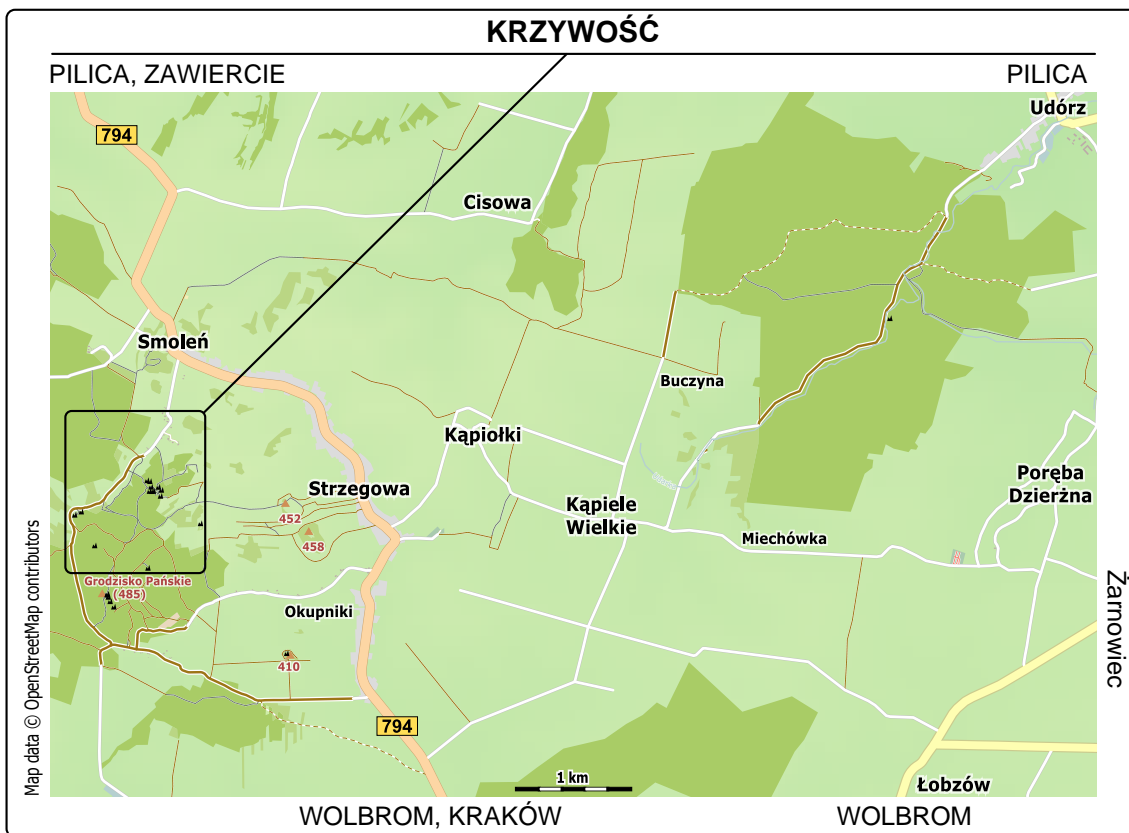 KRZYWOŚĆ
PILICA, ZAWIERCIE
PILICA
Udórz
794
Cisowa
Smoleń
Buczyna
Kąpiołki
Strzegowa
Poręba
Dzierżna
Kąpiele
Wielkie
452
458
Miechówka
Grodzisko Pańskie
(485)
Okupniki
410
Żarnowiec
794
1 km
Łobzów
Map data © OpenStreetMap contributors
WOLBROM, KRAKÓW
WOLBROM